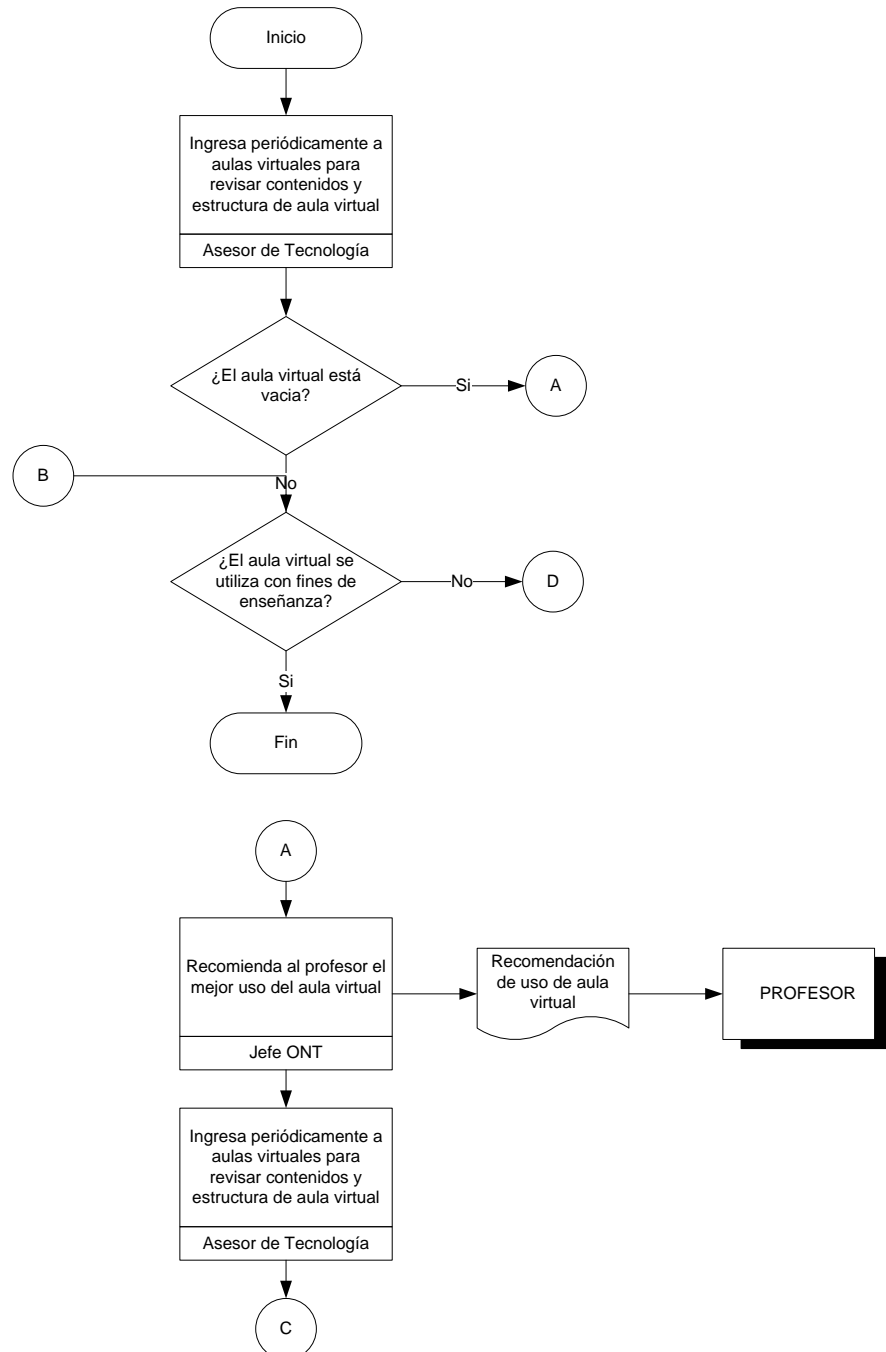 Inicio
Ingresa periódicamente a
aulas virtuales para
revisar contenidos y
estructura de aula virtual
Asesor de Tecnología
¿El aula virtual está
vacia?
Si
A
B
No
¿El aula virtual se
utiliza con fines de
enseñanza?
No
D
Si
Fin
A
Recomienda al profesor el
mejor uso del aula virtual
Jefe ONT
Recomendación
de uso de aula
virtual
PROFESOR
Ingresa periódicamente a
aulas virtuales para
revisar contenidos y
estructura de aula virtual
Asesor de Tecnología
C